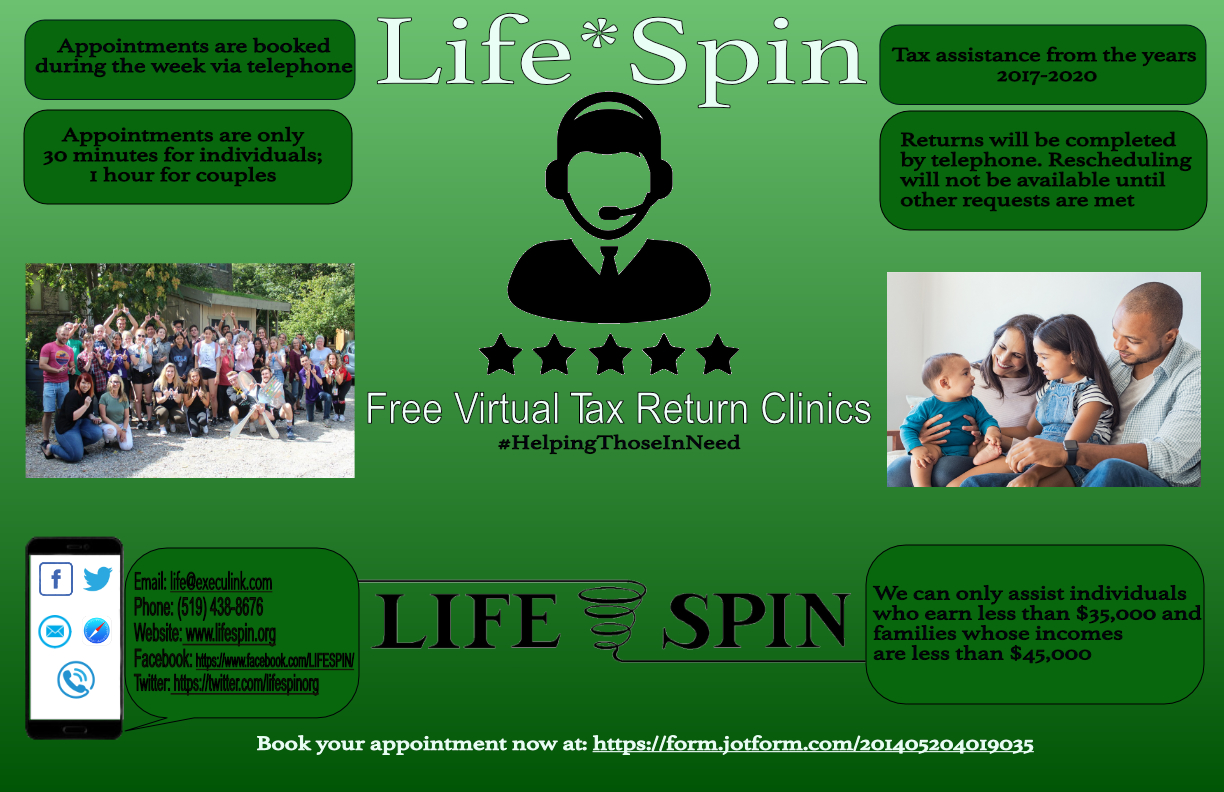 Life*Spin
Appointments are booked
during the week via telephone
Appointments are only
30 minutes for individuals;
1 hour for couples
Tax assistance from the years
2017-2020
Returns will be completed
by telephone. Rescheduling
will not be available until
other requests are met
Free Virtual Tax Return Clinics
#HelpingThoseInNeed
Email: life@execulink.com
Phone: (519) 438-8676
Website: www.lifespin.org
Facebook: https://www.facebook.com/LIFESPIN/
Twitter: https://twitter.com/lifespinorg
LIFE SPIN
We can only assist individuals
who earn less than $35,000 and
families whose incomes
are less than $45,000
Book your appointment now at: https://form.jotform.com/201405204019035